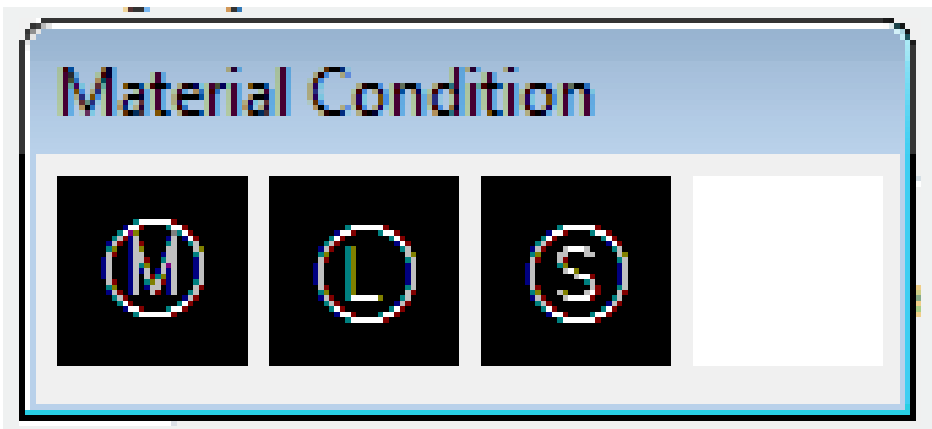 Material Condition
Ⓜ Ⓛ Ⓢ